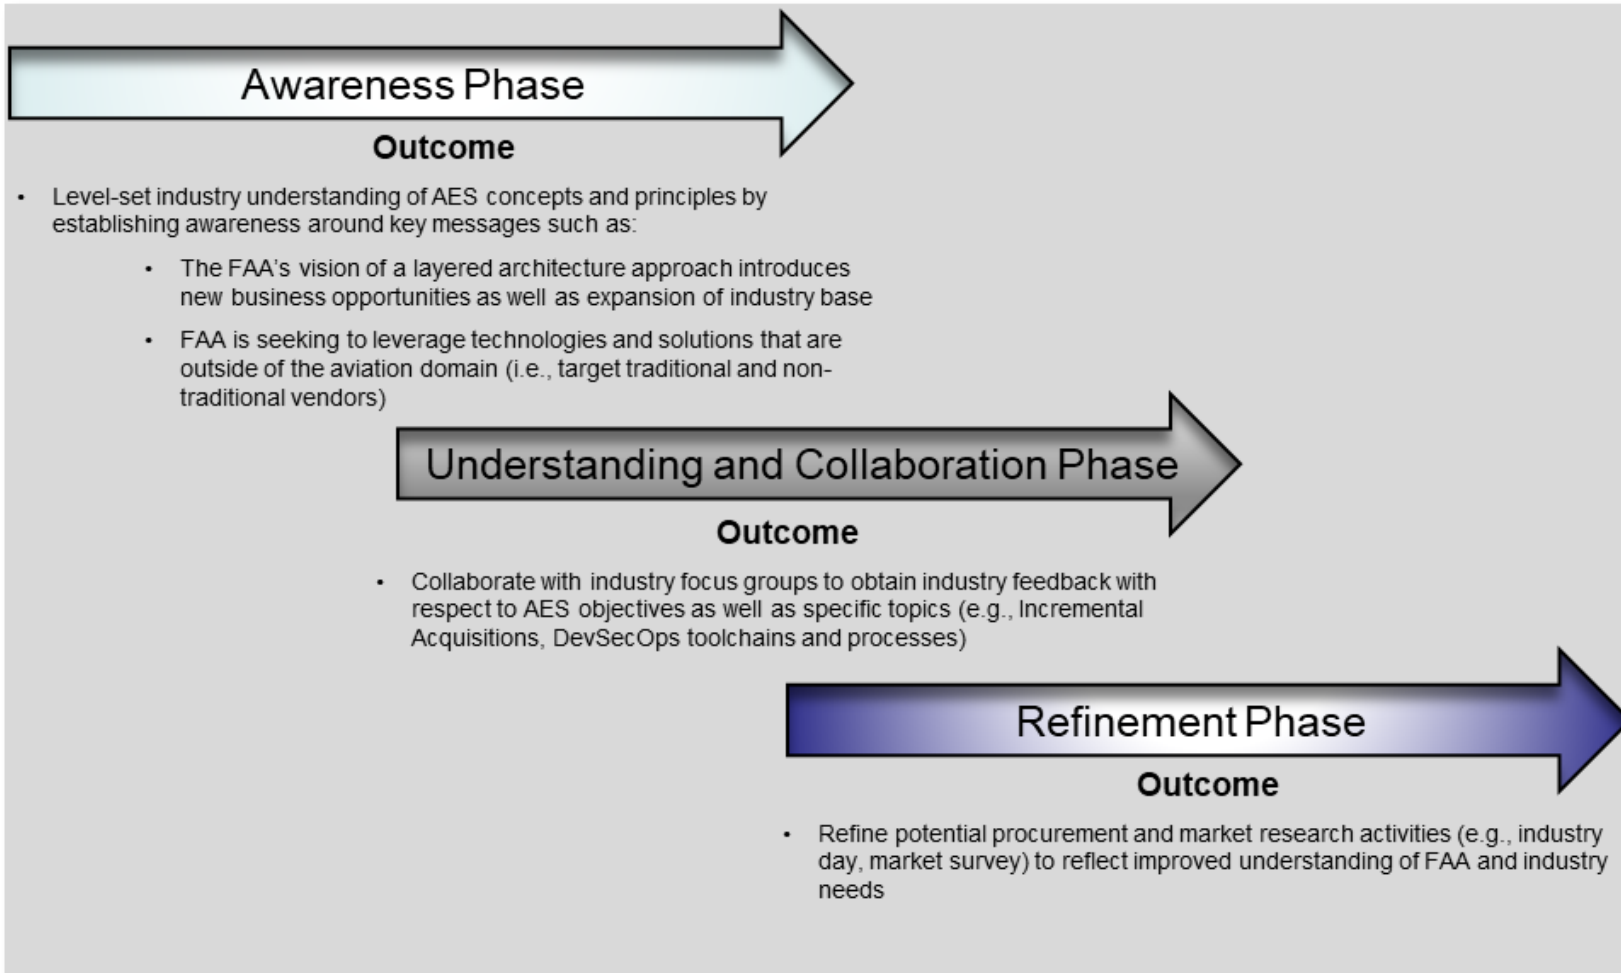 Awareness Phase
Outcome
• Level-set industry understanding of AES concepts and principles by
establishing awareness around key messages such as:
• The FAA's vision of a layered architecture approach introduces
new business opportunities as well as expansion of industry base
• FAA is seeking to leverage technologies and solutions that are
outside of the aviation domain (i.e., target traditional and non-
traditional vendors)
Understanding and Collaboration Phase
Outcome
• Collaborate with industry focus groups to obtain industry feedback with
respect to AES objectives as well as specific topics (e.g., Incremental
Acquisitions, DevSecOps toolchains and processes)
Refinement Phase
Outcome
• Refine potential procurement and market research activities (e.g., industry
day, market survey) to reflect improved understanding of FAA and industry
needs